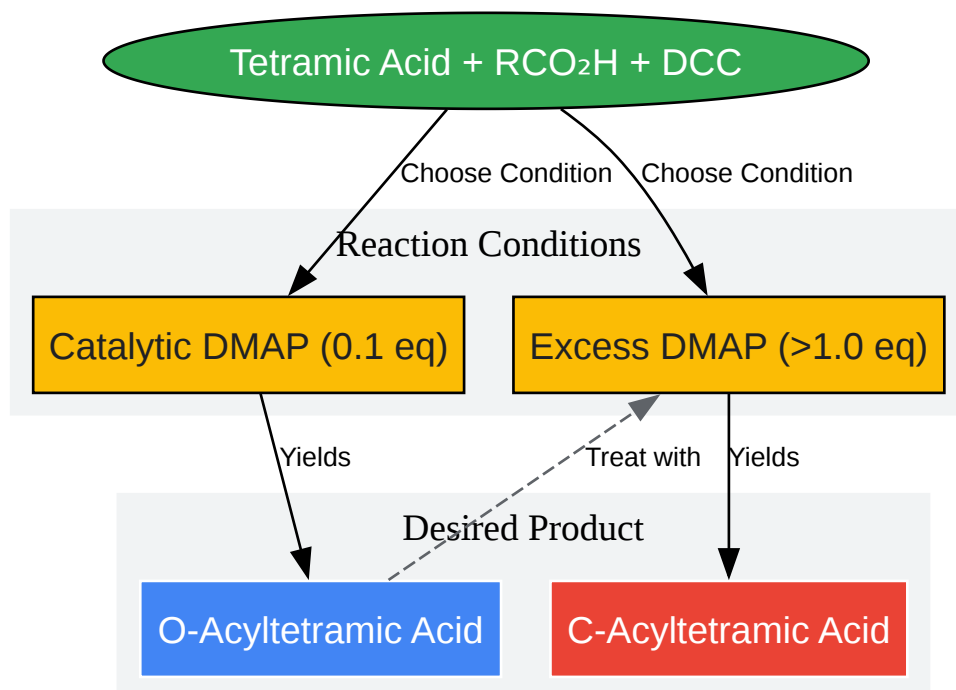 Tetramic Acid + RCO₂H + DCC
Choose Condition
Choose Condition
Reaction Conditions
Catalytic DMAP (0.1 eq)
Excess DMAP (>1.0 eq)
Yields
Treat with
Yields
Desired Product
O-Acyltetramic Acid
C-Acyltetramic Acid